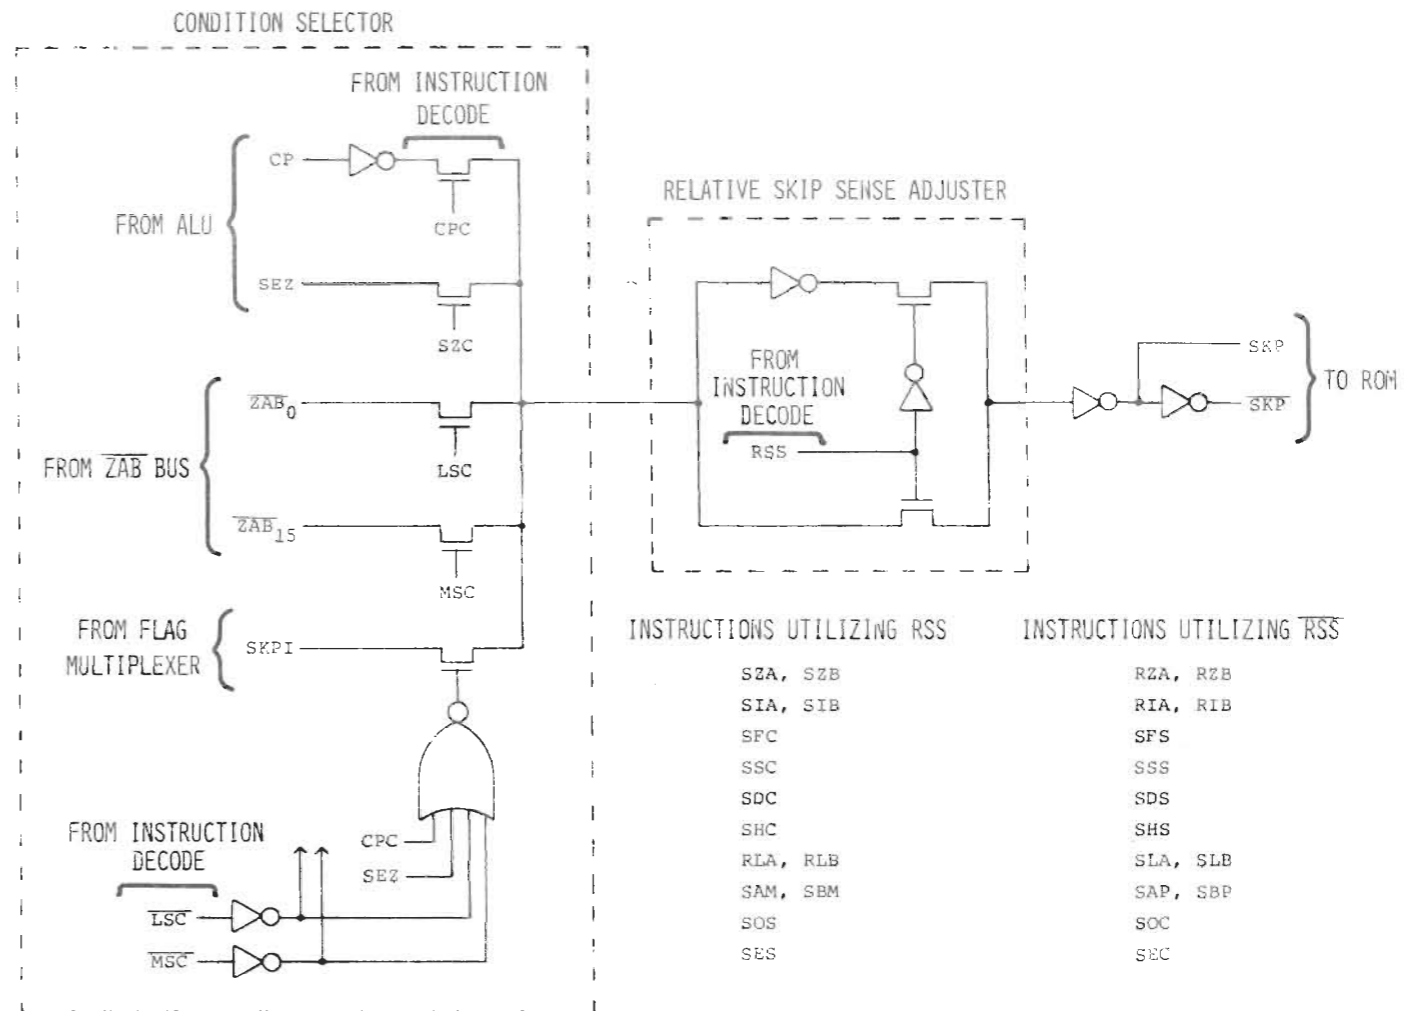 CONDITION SELECTOR
FROM INSTRUCTION
DECODE
CP
CPC
FROM ALU
SEZ
SZC
ZAB0
LSC
FROM ZAB BUS
ZAB15
MSC
FROM FLAG
MULTIPLEXER
SKPI
CPC
SEZ
FROM INSTRUCTION
DECODE
LSC
MSC
RELATIVE SKIP SENSE ADJUSTER
FROM
INSTRUCTION
DECODE
RSS
SKP
SKP
TO ROM
INSTRUCTIONS UTILIZING RSS
SZA, SZB
SIA, SIB
SFC
SSC
SDC
SHC
RLA, RLB
SAM, SBM
SOS
SES
INSTRUCTIONS UTILIZING RSS
RZA, RZB
RIA, RIB
SFS
SSS
SDS
SHS
SLA, SLB
SAP, SBP
SOC
SEC